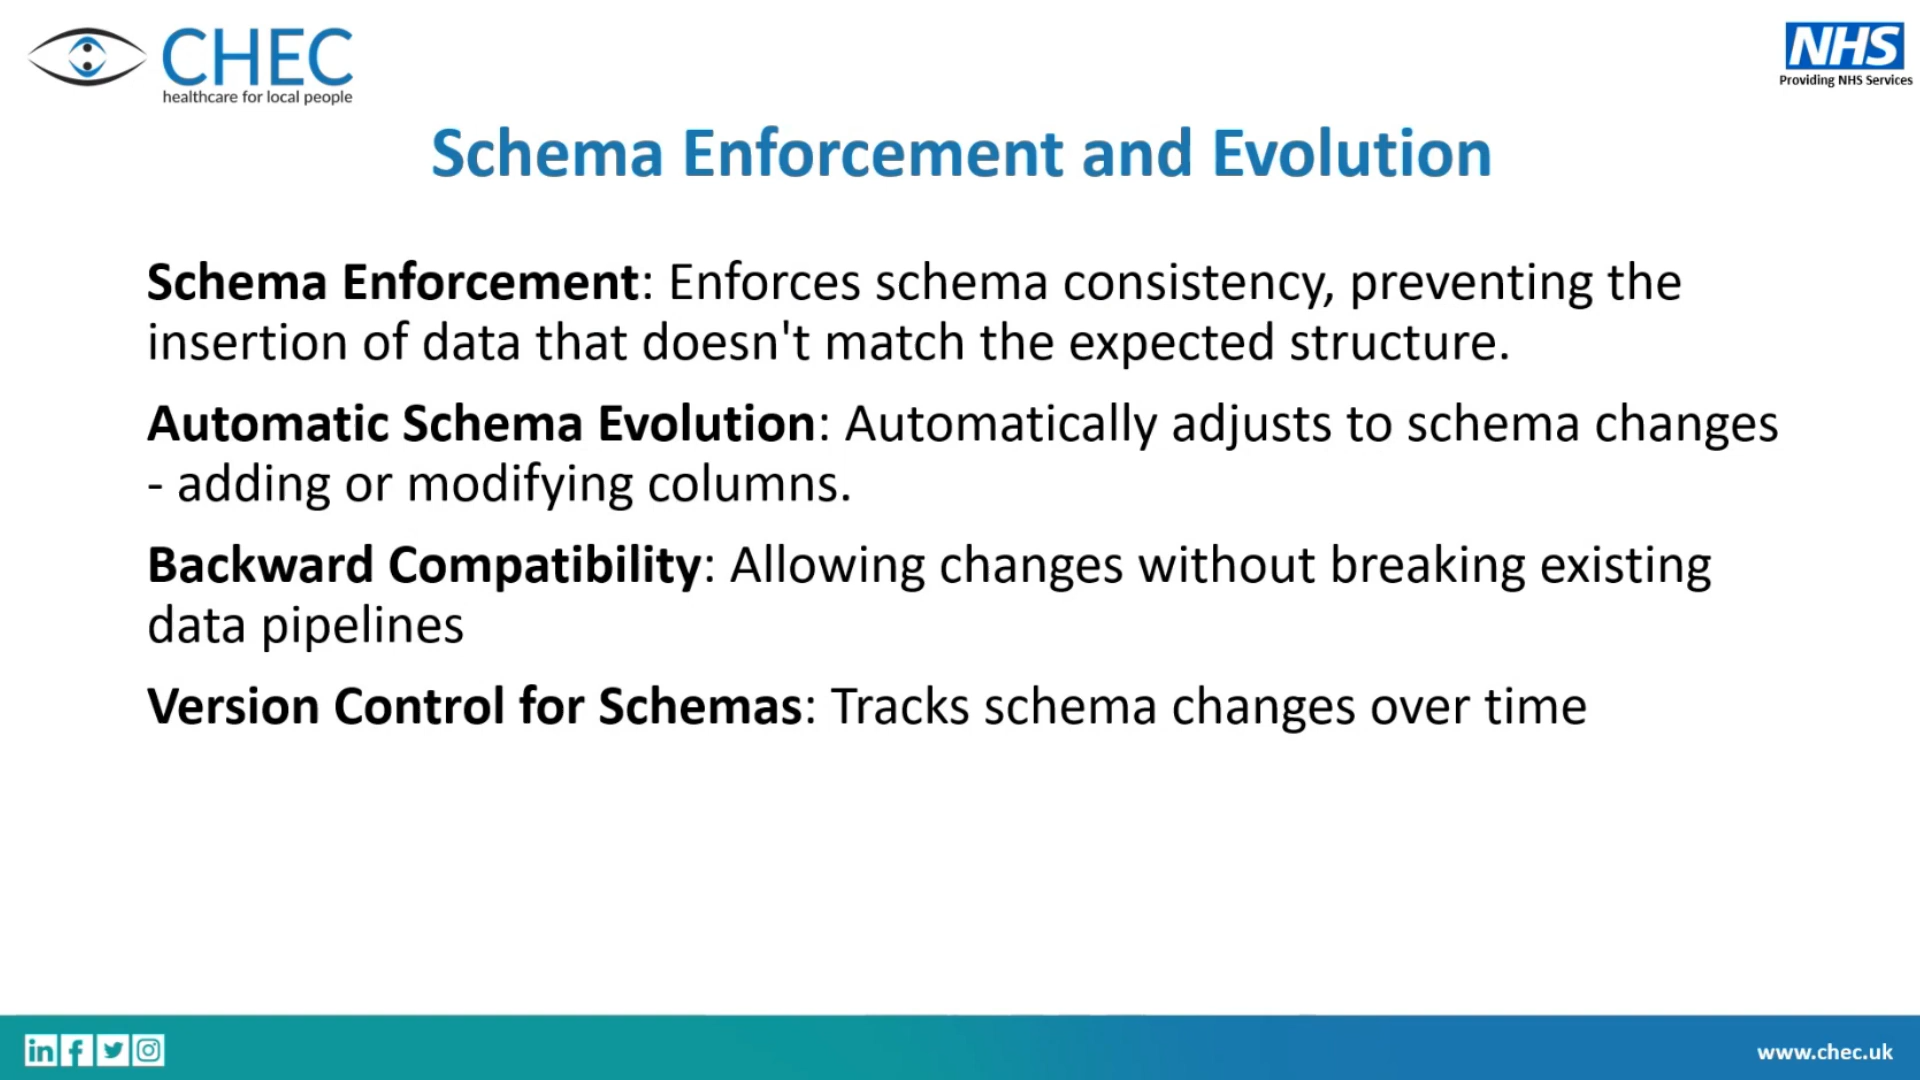 CHEC
healthcare for local people
NHS
Providing NHS Services
Schema Enforcement and Evolution
Schema Enforcement: Enforces schema consistency, preventing the
insertion of data that doesn't match the expected structure.
Automatic Schema Evolution: Automatically adjusts to schema changes
- adding or modifying columns.
Backward Compatibility: Allowing changes without breaking existing
data pipelines
Version Control for Schemas: Tracks schema changes over time
in f
www.chec.uk